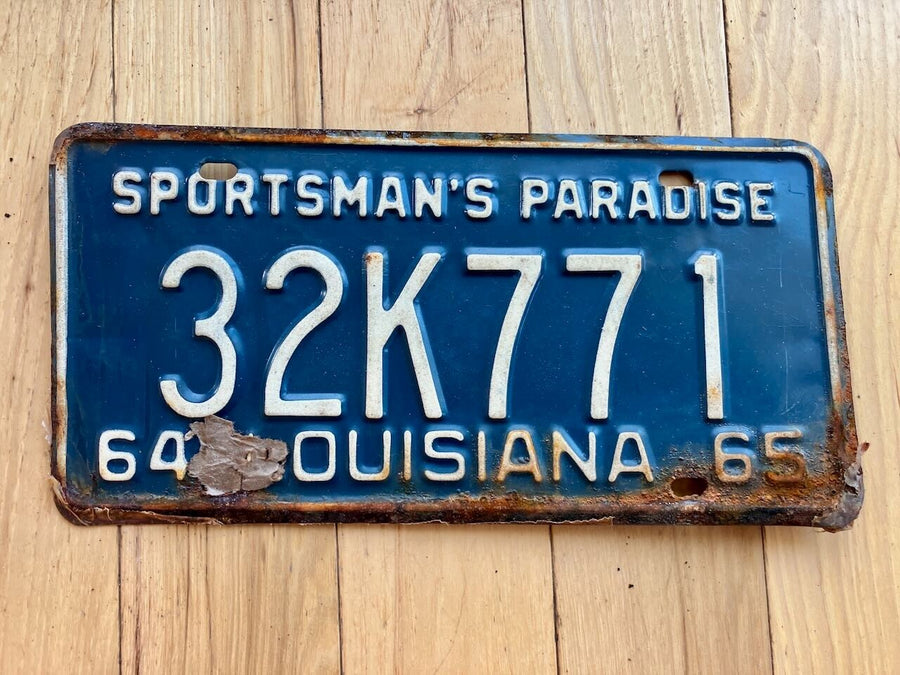 SPORTSMAN'S PARADISE
32K771
64 OUISIANA 65